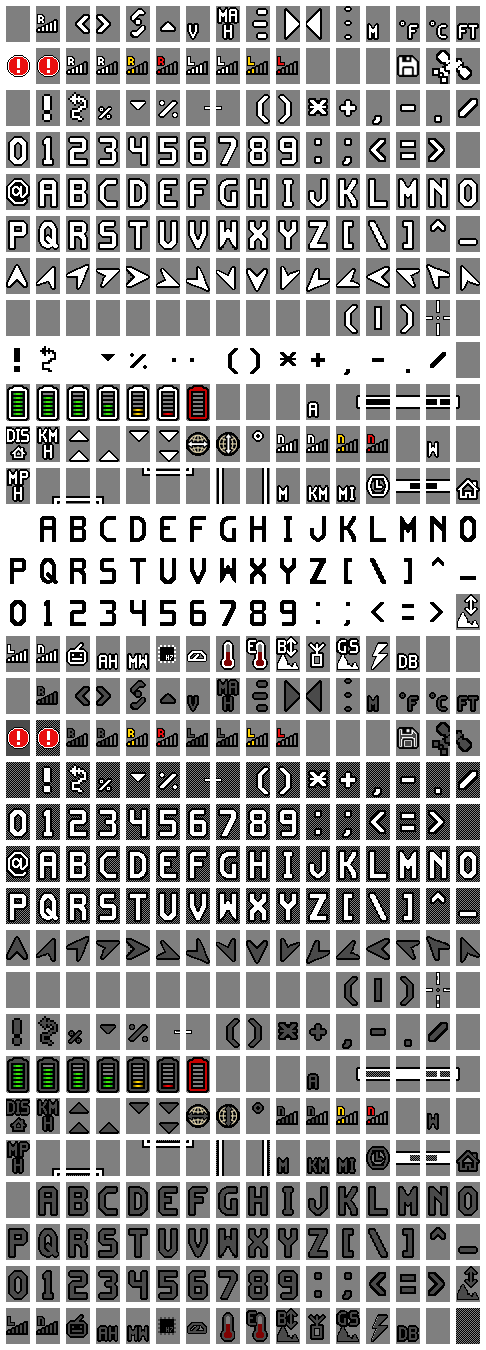 R < > V MA H M °F °C FT
! ! R R R R L L L L
! ? % - ( ) * + , - . /
0 1 2 3 4 5 6 7 8 9 : ; < = >
@ A B C D E F G H I J K L M N O
P Q R S T U V W X Y Z [ \ ] ^ _
( | )
! ? % · · ( ) * + , - . /
A
DIS KM H ° n n n n W
MP H M KM MI
A B C D E F G H I J K L M N O
P Q R S T U V W X Y Z [ \ ] ^ _
0 1 2 3 4 5 6 7 8 9 : ; < = >
L n AH MW E GS DB
R < > V MA H M °F °C FT
! ! R R R R L L L L
! ? % - ( ) * + , - . /
0 1 2 3 4 5 6 7 8 9 : ; < = >
@ A B C D E F G H I J K L M N O
P Q R S T U V W X Y Z [ \ ] ^ _
( | )
! ? % - ( ) * + , - . /
A
DIS KM H ° n n n n W
MP H M KM MI
A B C D E F G H I J K L M N O
P Q R S T U V W X Y Z [ \ ] ^ _
0 1 2 3 4 5 6 7 8 9 : ; < = >
L n AH MW E GS DB